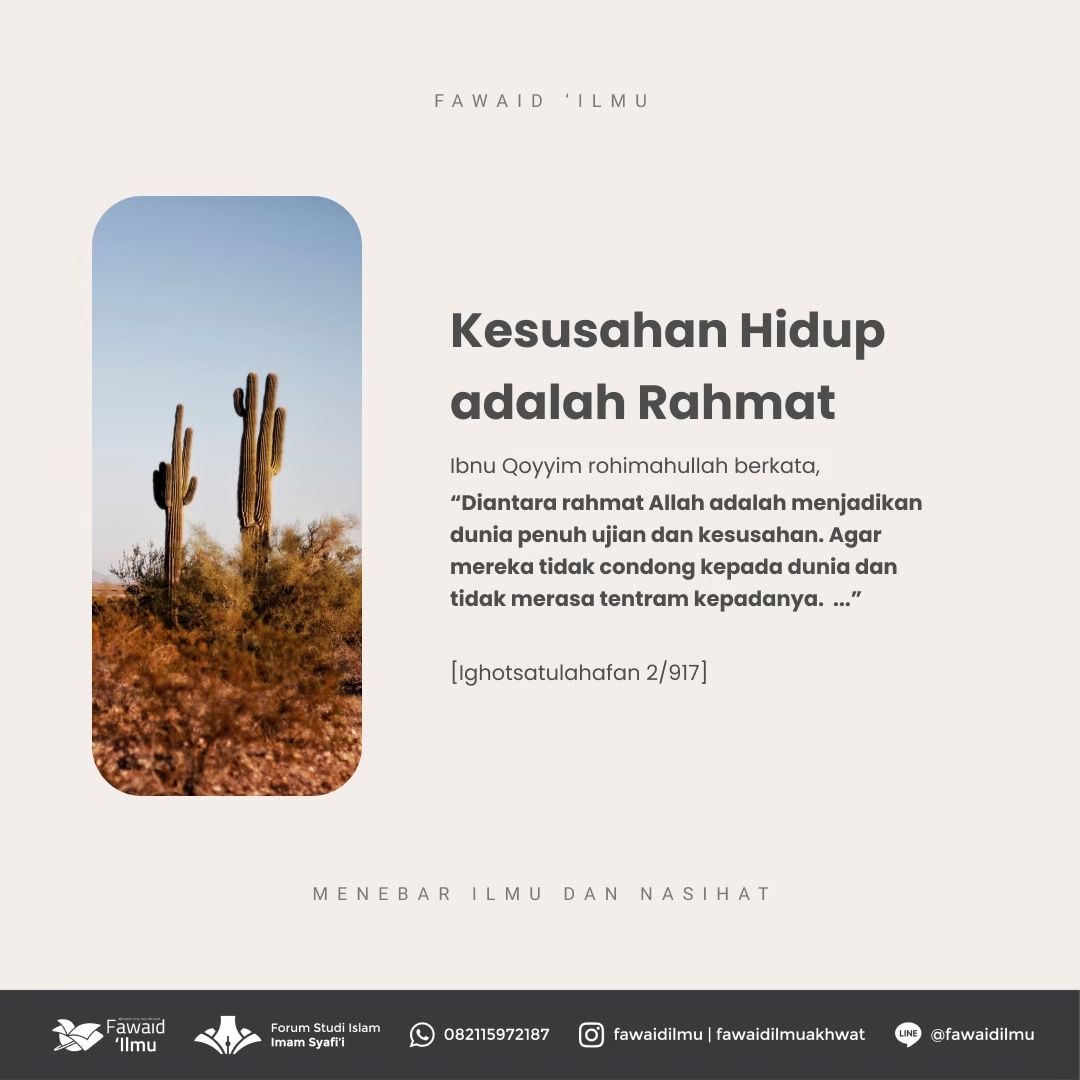 FAWAID ‘ILMU
Kesusahan Hidup
adalah Rahmat
Ibnu Qoyyim rohimahullah berkata,
“Diantara rahmat Allah adalah menjadikan
dunia penuh ujian dan kesusahan. Agar
mereka tidak condong kepada dunia dan
tidak merasa tentram kepadanya.  ...”
[Ighotsatulahafan 2/917]
MENEBAR ILMU DAN NASIHAT
Fawaid
‘Ilmu
Forum Studi Islam
Imam Syafi’i
082115972187
fawaidilmu | fawaidilmuakhwat
LINE
@fawaidilmu